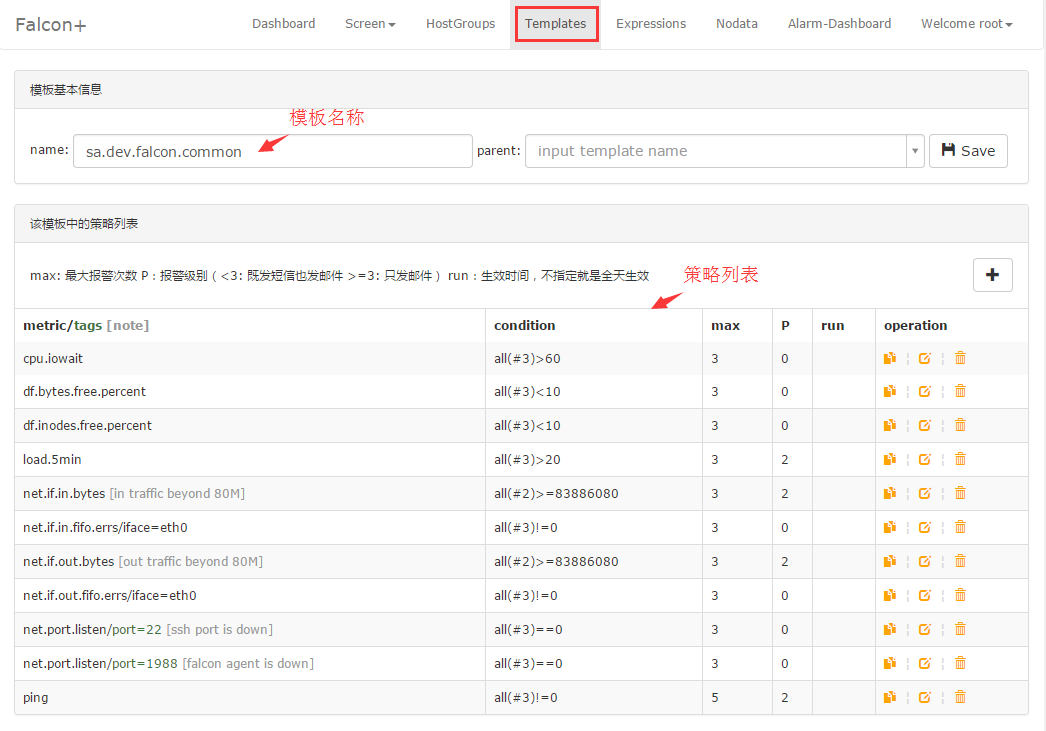 Falcon+ Dashboard Screen HostGroups Templates Expressions Nodata Alarm-Dashboard Welcome root
模板基本信息
模板名称
name: sa.dev.falcon.common parent: input template name Save
该模板中的策略列表
max: 最大报警次数 P：报警级别（<3: 既发短信也发邮件 >=3: 只发邮件） run：生效时间，不指定就是全天生效
策略列表
metric/tags [note] condition max P run operation
cpu.iowait all(#3)>60 3 0
df.bytes.free.percent all(#3)<10 3 0
df.inodes.free.percent all(#3)<10 3 0
load.5min all(#3)>20 3 2
net.if.in.bytes [in traffic beyond 80M] all(#2)>=83886080 3 2
net.if.in.fifo.errs/iface=eth0 all(#3)!=0 3 0
net.if.out.bytes [out traffic beyond 80M] all(#2)>=83886080 3 2
net.if.out.fifo.errs/iface=eth0 all(#3)!=0 3 0
net.port.listen/port=22 [ssh port is down] all(#3)==0 3 0
net.port.listen/port=1988 [falcon agent is down] all(#3)==0 3 0
ping all(#3)!=0 5 2